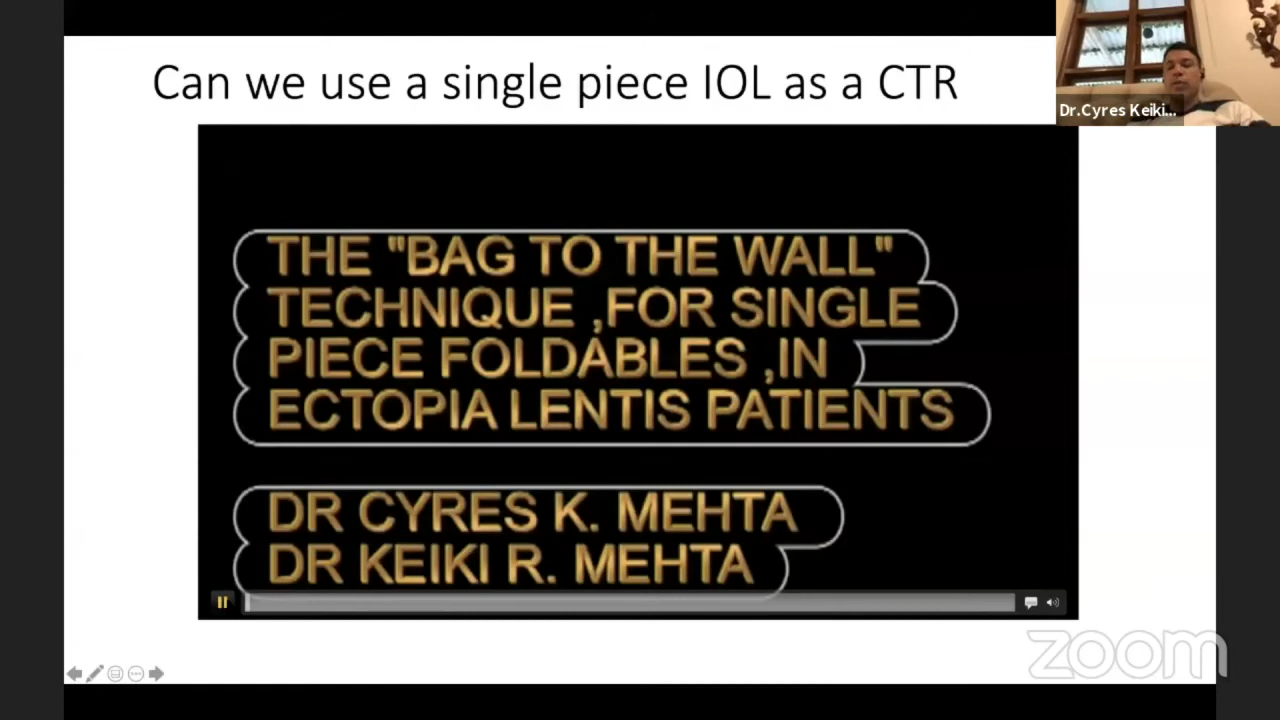 Can we use a single piece IOL as a CTR
Dr.Cyres Keiki...
THE "BAG TO THE WALL"
TECHNIQUE ,FOR SINGLE
PIECE FOLDABLES ,IN
ECTOPIA LENTIS PATIENTS
DR CYRES K. MEHTA
DR KEIKI R. MEHTA
zoom